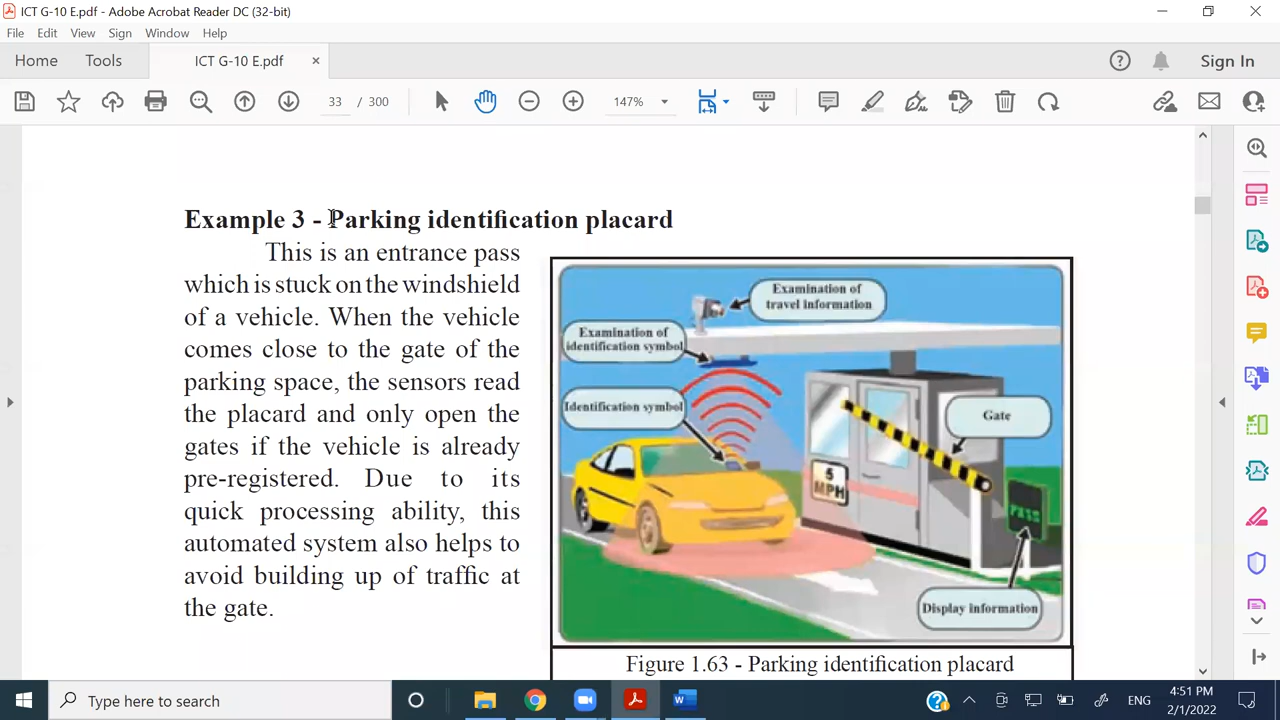 ICT G-10 E.pdf - Adobe Acrobat Reader DC (32-bit)
File Edit View Sign Window Help
Home Tools ICT G-10 E.pdf × Sign In
33 / 300 147%
Example 3 - Parking identification placard
This is an entrance pass
which is stuck on the windshield
of a vehicle. When the vehicle
comes close to the gate of the
parking space, the sensors read
the placard and only open the
gates if the vehicle is already
pre-registered. Due to its
quick processing ability, this
automated system also helps to
avoid building up of traffic at
the gate.
Examination of
travel information
Examination of
identification symbol
Identification symbol
Gate
5
MPH
PASS
Display information
Figure 1.63 - Parking identification placard
Type here to search
ENG
4:51 PM
2/1/2022